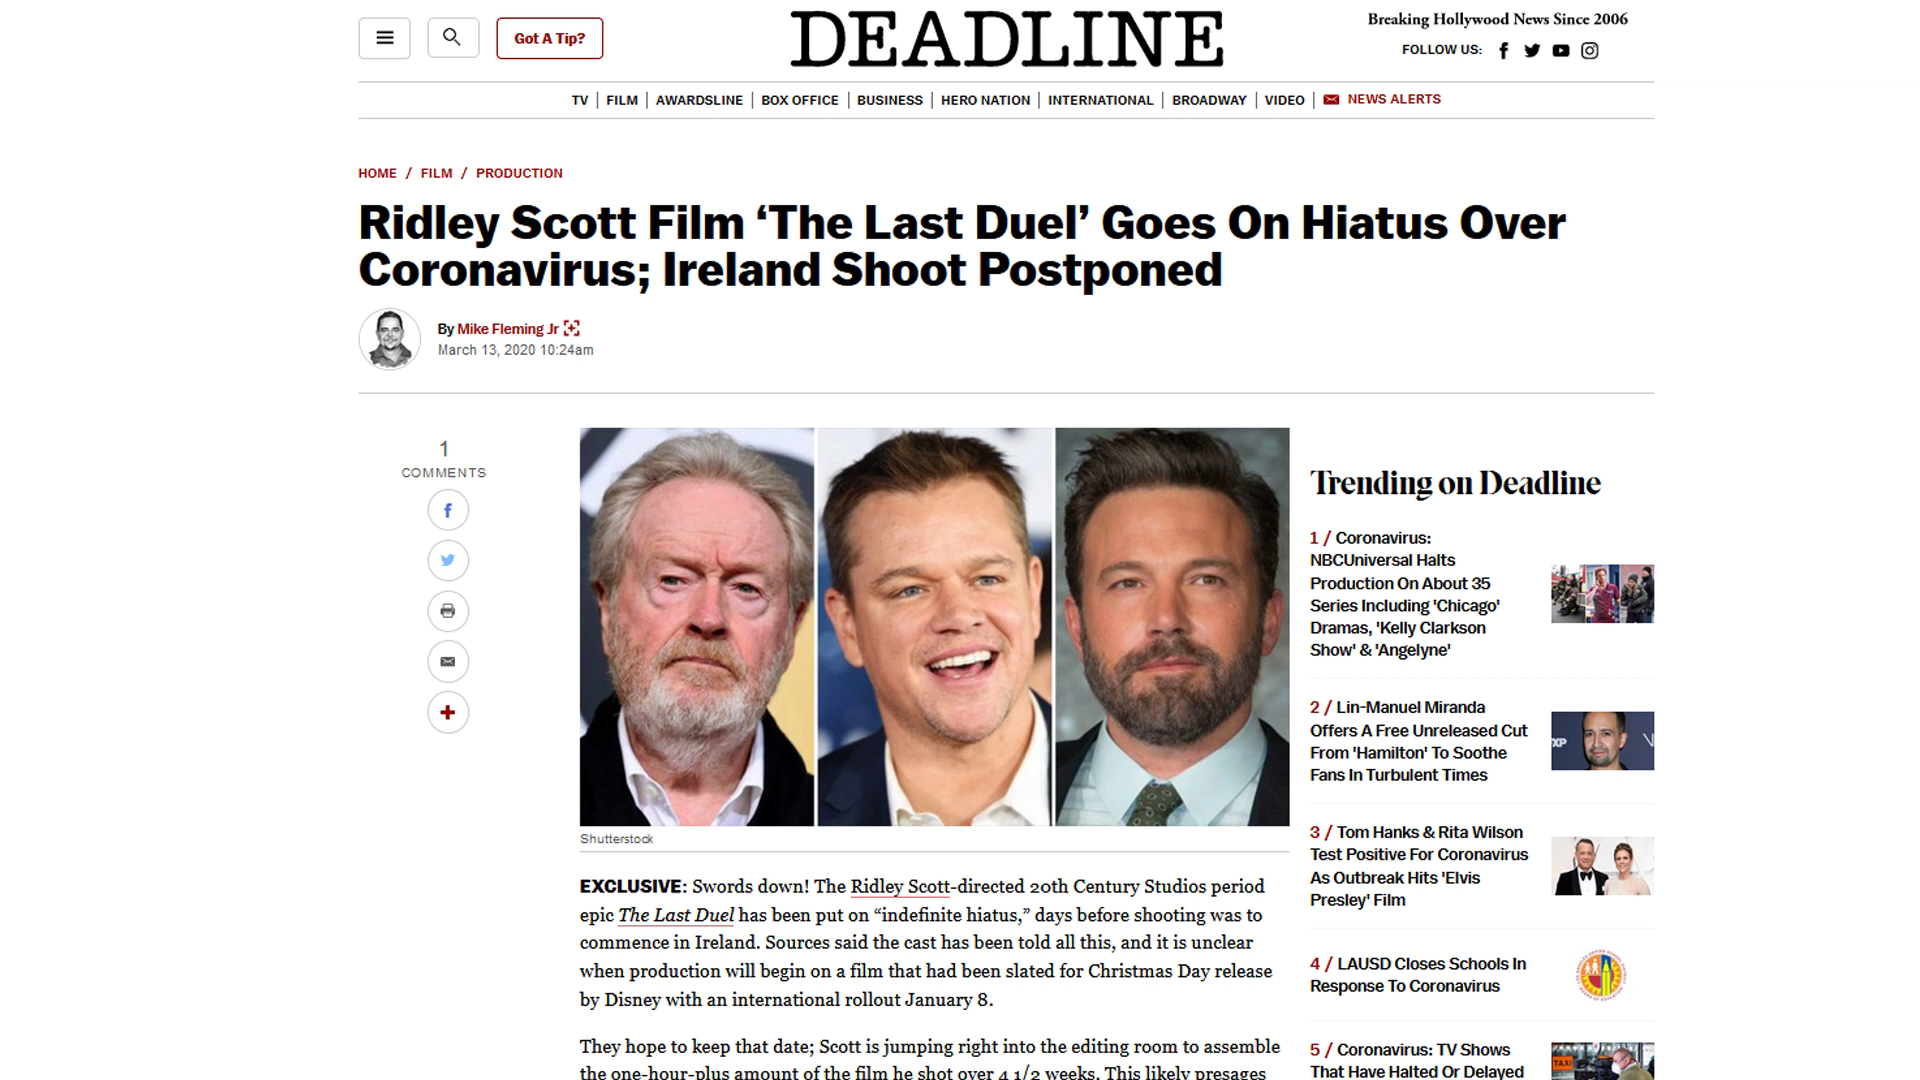 Got A Tip?
DEADLINE
Breaking Hollywood News Since 2006
FOLLOW US:
TV | FILM | AWARDSLINE | BOX OFFICE | BUSINESS | HERO NATION | INTERNATIONAL | BROADWAY | VIDEO | NEWS ALERTS
HOME / FILM / PRODUCTION
Ridley Scott Film ‘The Last Duel’ Goes On Hiatus Over
Coronavirus; Ireland Shoot Postponed
By Mike Fleming Jr
March 13, 2020 10:24am
1
COMMENTS
Shutterstock
EXCLUSIVE: Swords down! The Ridley Scott-directed 20th Century Studios period
epic The Last Duel has been put on “indefinite hiatus,” days before shooting was to
commence in Ireland. Sources said the cast has been told all this, and it is unclear
when production will begin on a film that had been slated for Christmas Day release
by Disney with an international rollout January 8.
They hope to keep that date; Scott is jumping right into the editing room to assemble
the one-hour-plus amount of the film he shot over 4 1/2 weeks. This likely presages
Trending on Deadline
1 / Coronavirus:
NBCUniversal Halts
Production On About 35
Series Including 'Chicago'
Dramas, 'Kelly Clarkson
Show' & 'Angelyne'
2 / Lin-Manuel Miranda
Offers A Free Unreleased Cut
From 'Hamilton' To Soothe
Fans In Turbulent Times
XP
3 / Tom Hanks & Rita Wilson
Test Positive For Coronavirus
As Outbreak Hits 'Elvis
Presley' Film
4 / LAUSD Closes Schools In
Response To Coronavirus
5 / Coronavirus: TV Shows
That Have Halted Or Delayed
TAXI